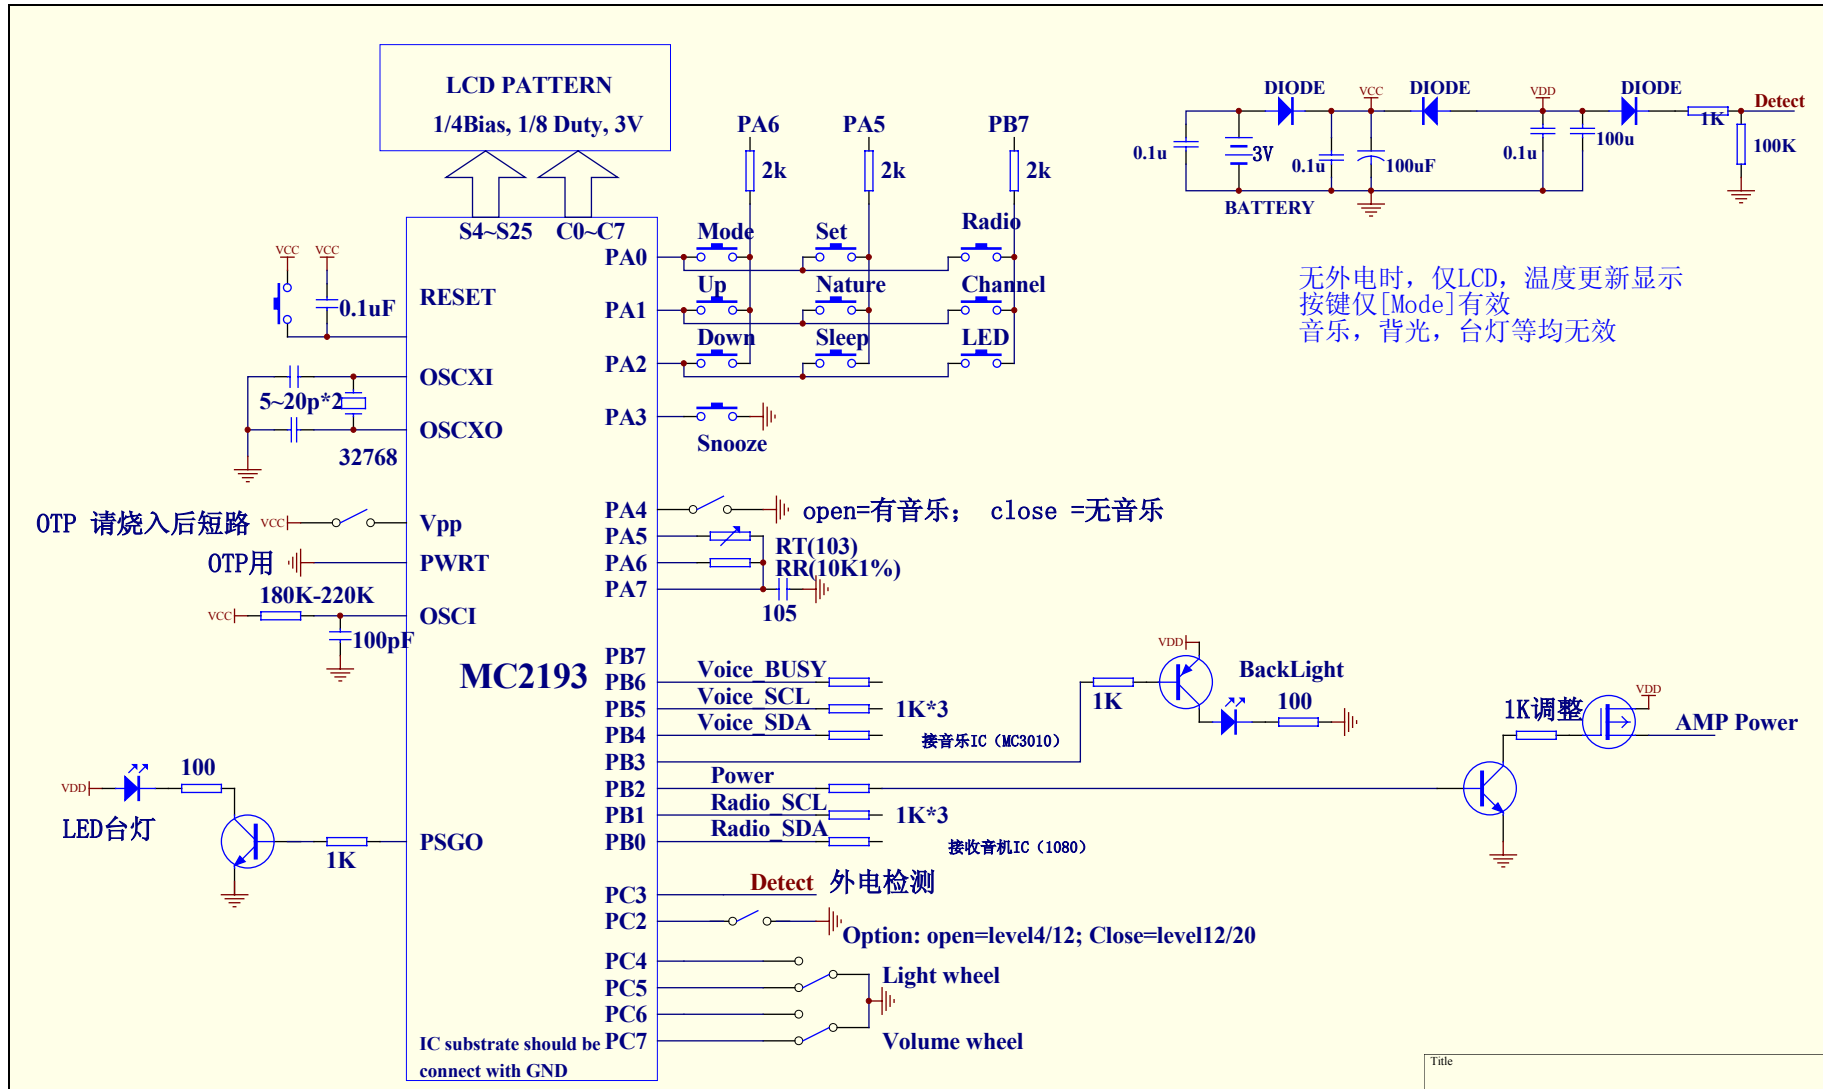 LCD PATTERN
1/4Bias, 1/8 Duty, 3V
S4~S25 C0~C7
PA6 PA5 PB7
2k 2k 2k
DIODE DIODE DIODE
VCC VDD
Detect
1K
100K
0.1u
3V
0.1u
100uF
0.1u
100u
BATTERY
无外电时，仅LCD，温度更新显示
按键仅[Mode]有效
音乐，背光，台灯等均无效
VCC VCC
0.1uF
RESET
PA0 Mode Set Radio
PA1 Up Nature Channel
PA2 Down Sleep LED
PA3
Snooze
OSCXI
5~20p*2
OSCXO
32768
OTP 请烧入后短路 VCC
Vpp
OTP用
PWRT
180K-220K
VCC
OSCI
100pF
MC2193
PA4 open=有音乐； close =无音乐
PA5
RT(103)
PA6
RR(10K1%)
PA7
105
PB7
PB6 Voice_BUSY
PB5 Voice_SCL
1K*3
PB4 Voice_SDA
接音乐IC（MC3010）
PB3
1K
VDD
BackLight
100
PB2 Power
PB1 Radio_SCL
1K*3
PB0 Radio_SDA
接收音机IC（1080）
1K调整
VDD
AMP Power
VDD
100
LED台灯
1K
PSGO
PC3 Detect 外电检测
PC2
Option: open=level4/12; Close=level12/20
PC4
PC5 Light wheel
PC6
PC7 Volume wheel
IC substrate should be
connect with GND
Title